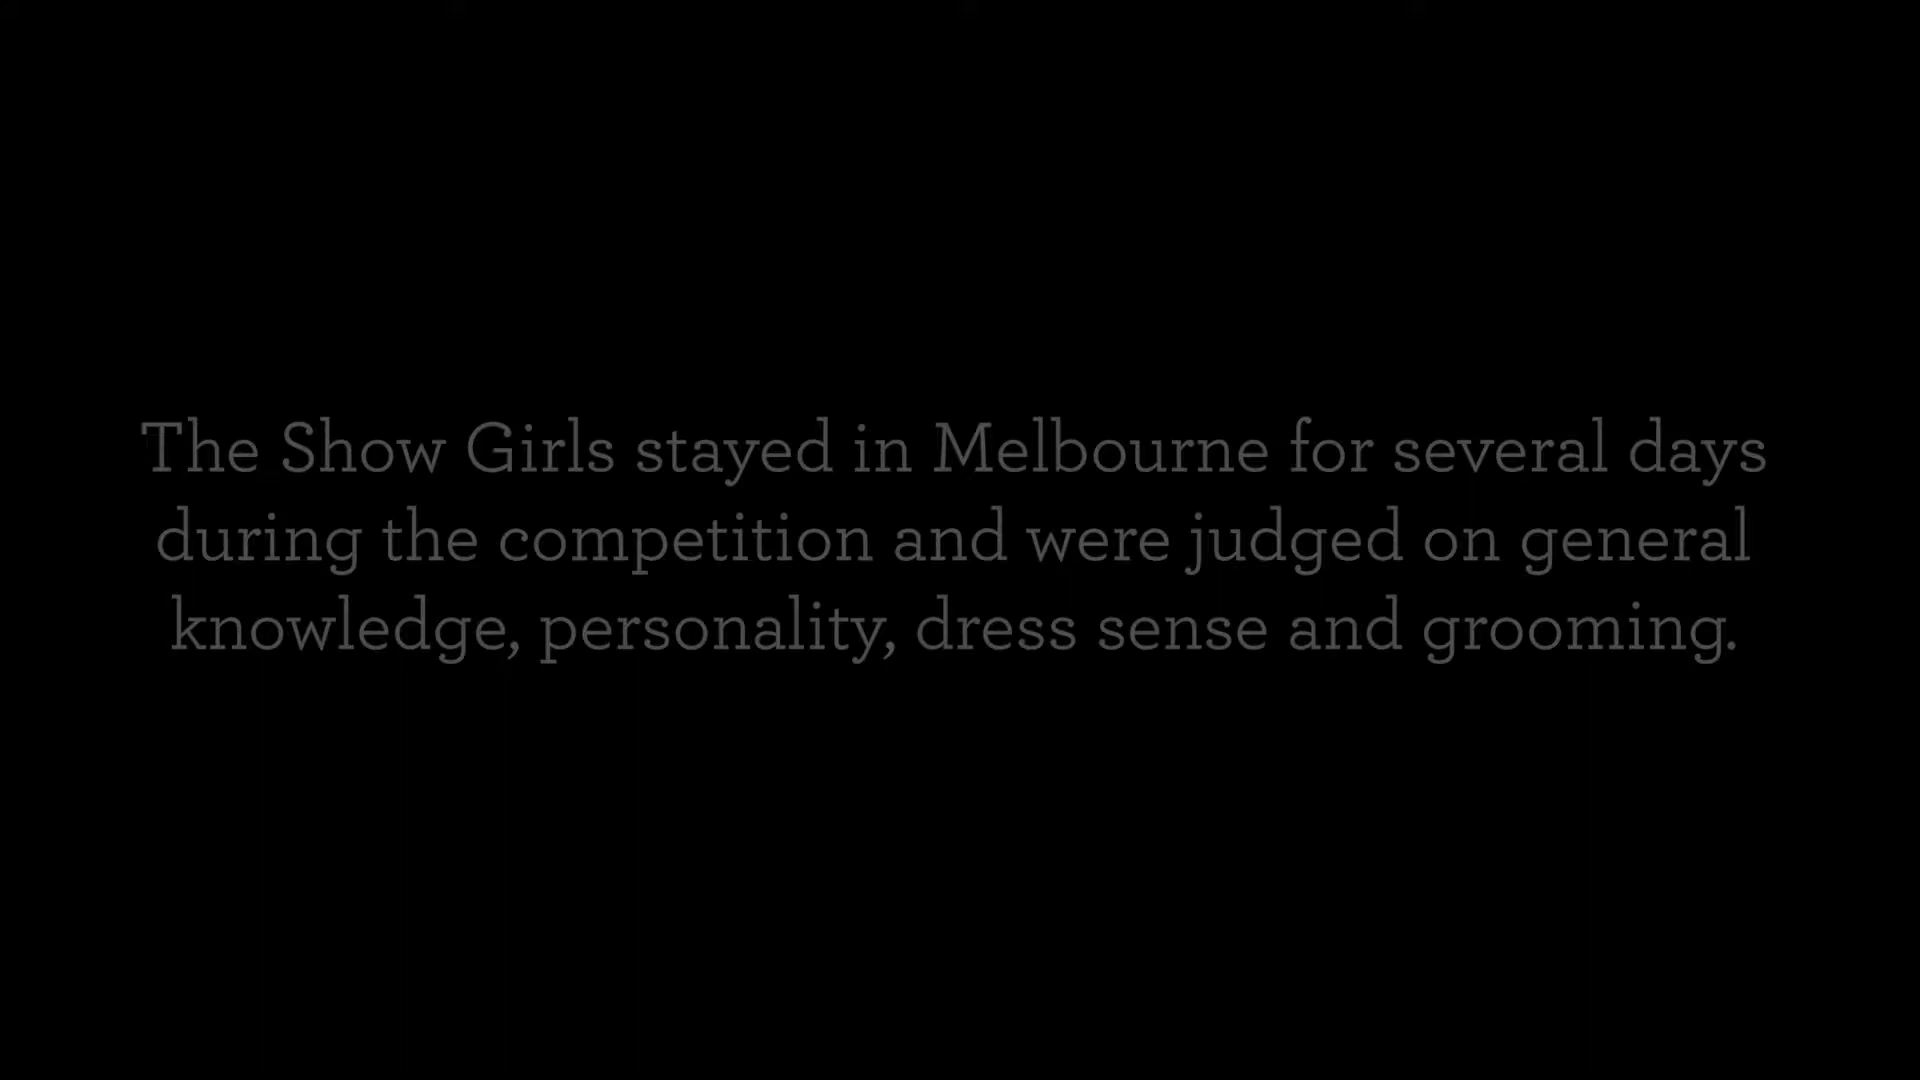 The Show Girls stayed in Melbourne for several days
during the competition and were judged on general
knowledge, personality, dress sense and grooming.